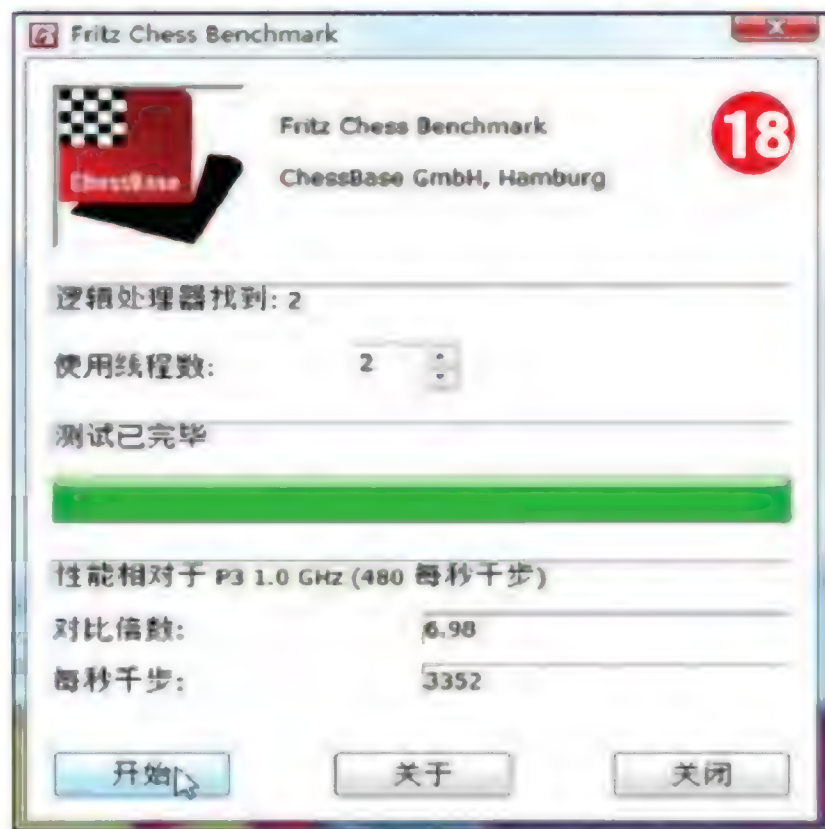 Fritz Chess Benchmark
Fritz Chess Benchmark
18
ChessBase
ChessBase GmbH, Hamburg
逻辑处理器找到: 2
使用线程数: 2
测试已完毕
性能相对于 P3 1.0 GHz (480 每秒千步)
对比倍数: 6.98
每秒千步: 3352
开始 关于 关闭